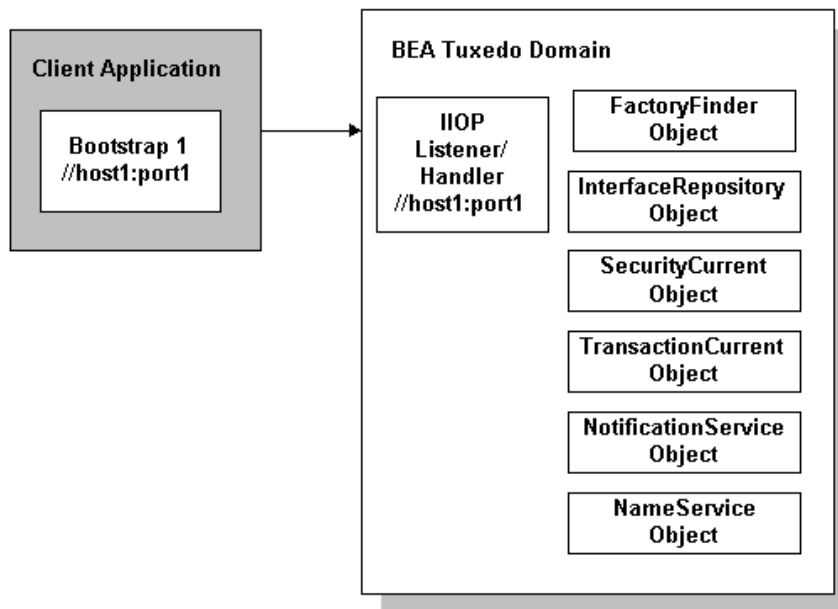 Client Application
Bootstrap 1
//host1:port1
BEA Tuxedo Domain
IIOP
Listener/
Handler
//host1:port1
FactoryFinder
Object
InterfaceRepository
Object
SecurityCurrent
Object
TransactionCurrent
Object
NotificationService
Object
NameService
Object